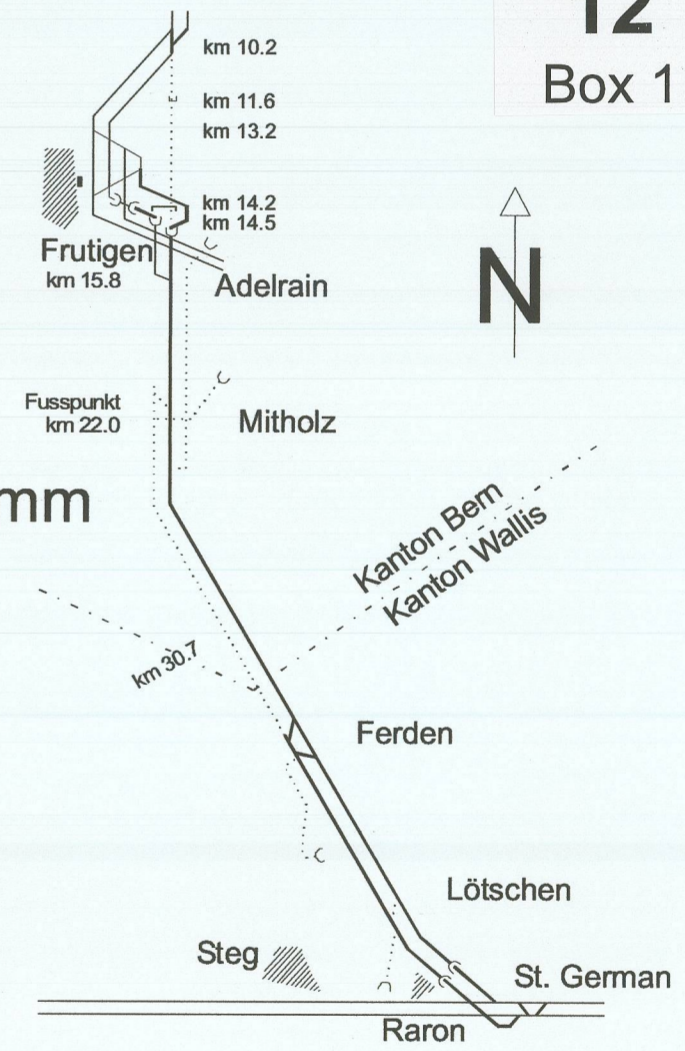 12
Box 1
km 10.2
km 11.6
km 13.2
km 14.2
km 14.5
Frutigen
km 15.8
Adelrain
N
Fusspunkt
km 22.0
Mitholz
mm
Kanton Bern
Kanton Wallis
km 30.7
Ferden
Lötschen
Steg
St. German
Raron